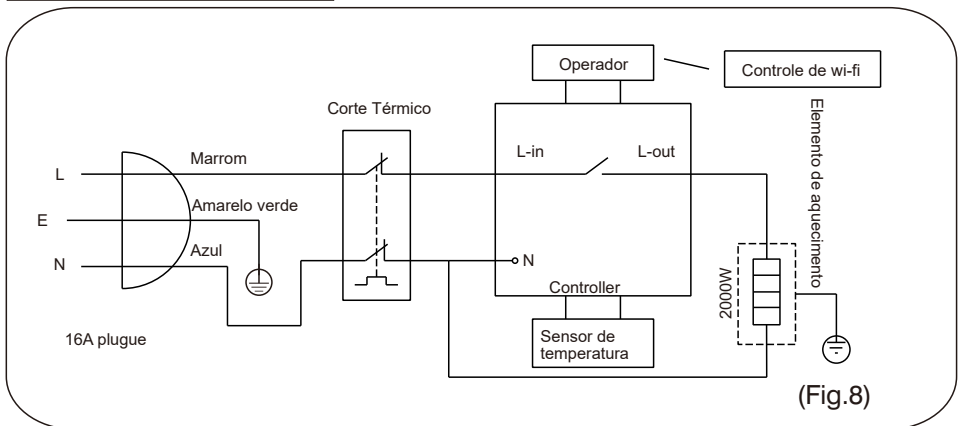 Operador
Controle de wi-fi
Corte Térmico
Elemento de aquecimento
L-in
L-out
Marrom
L
Amarelo verde
E
Azul
N
N
Controller
2000W
Sensor de
temperatura
16A plugue
(Fig.8)